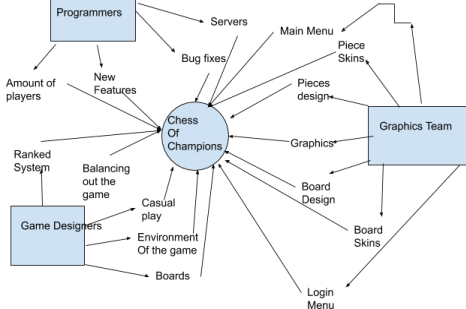 Programmers
Servers
Main Menu
Bug fixes
Piece
Skins
Amount of
players
New
Features
Pieces
design
Chess
Of
Champions
Graphics Team
Graphics
Ranked
System
Balancing
out the
game
Board
Design
Casual
play
Game Designers
Environment
Of the game
Board
Skins
Boards
Login
Menu